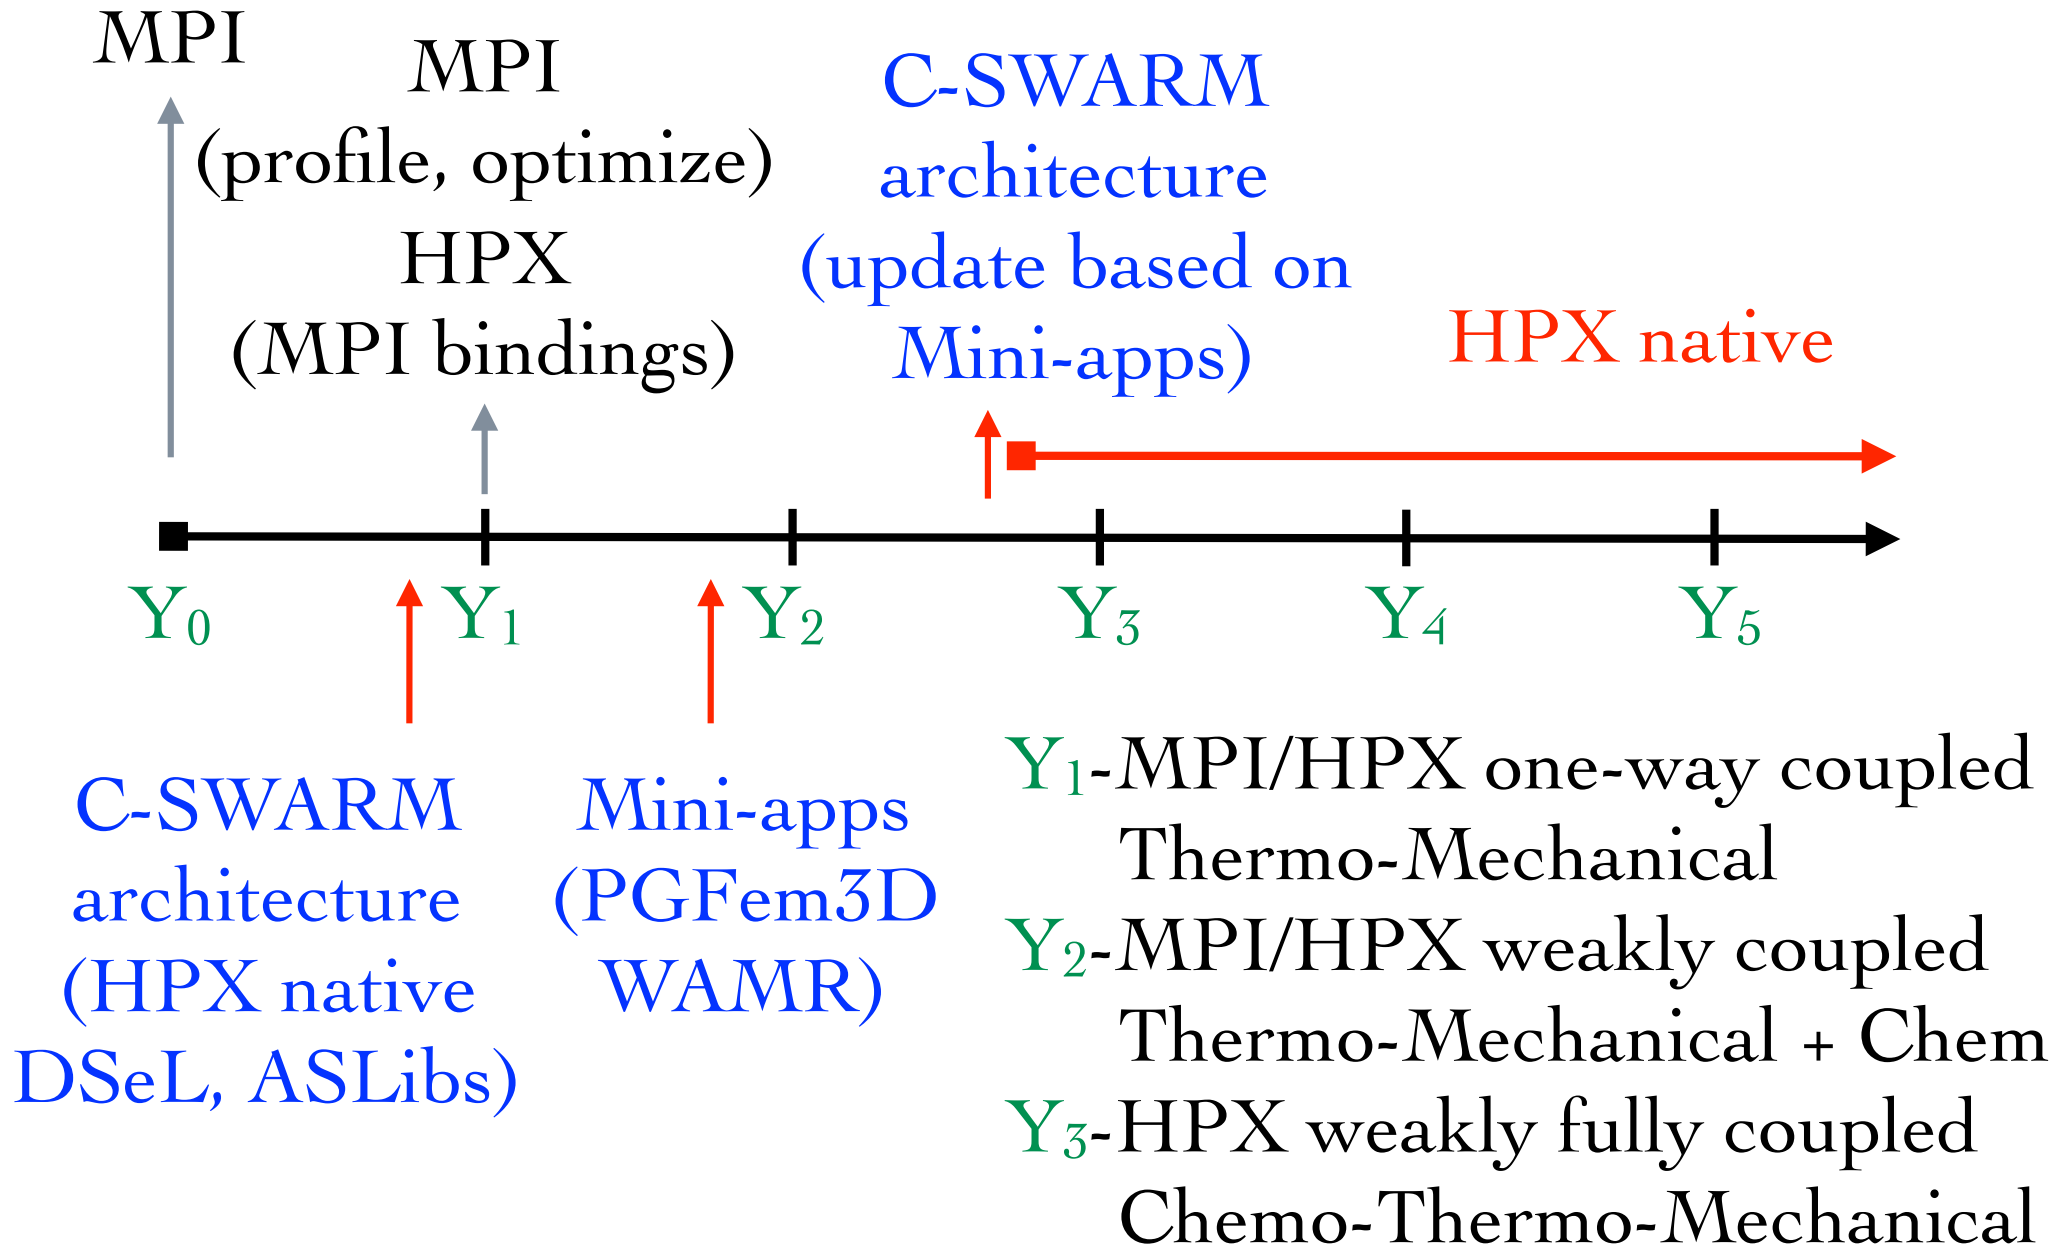 MPI
MPI
(profile, optimize)
HPX
(MPI bindings)
C-SWARM
architecture
(update based on
Mini-apps)
HPX native
Y0
Y1
Y2
Y3
Y4
Y5
C-SWARM
architecture
(HPX native
DSeL, ASLibs)
Mini-apps
(PGFem3D
WAMR)
Y1-MPI/HPX one-way coupled
Thermo-Mechanical
Y2-MPI/HPX weakly coupled
Thermo-Mechanical + Chem
Y3-HPX weakly fully coupled
Chemo-Thermo-Mechanical